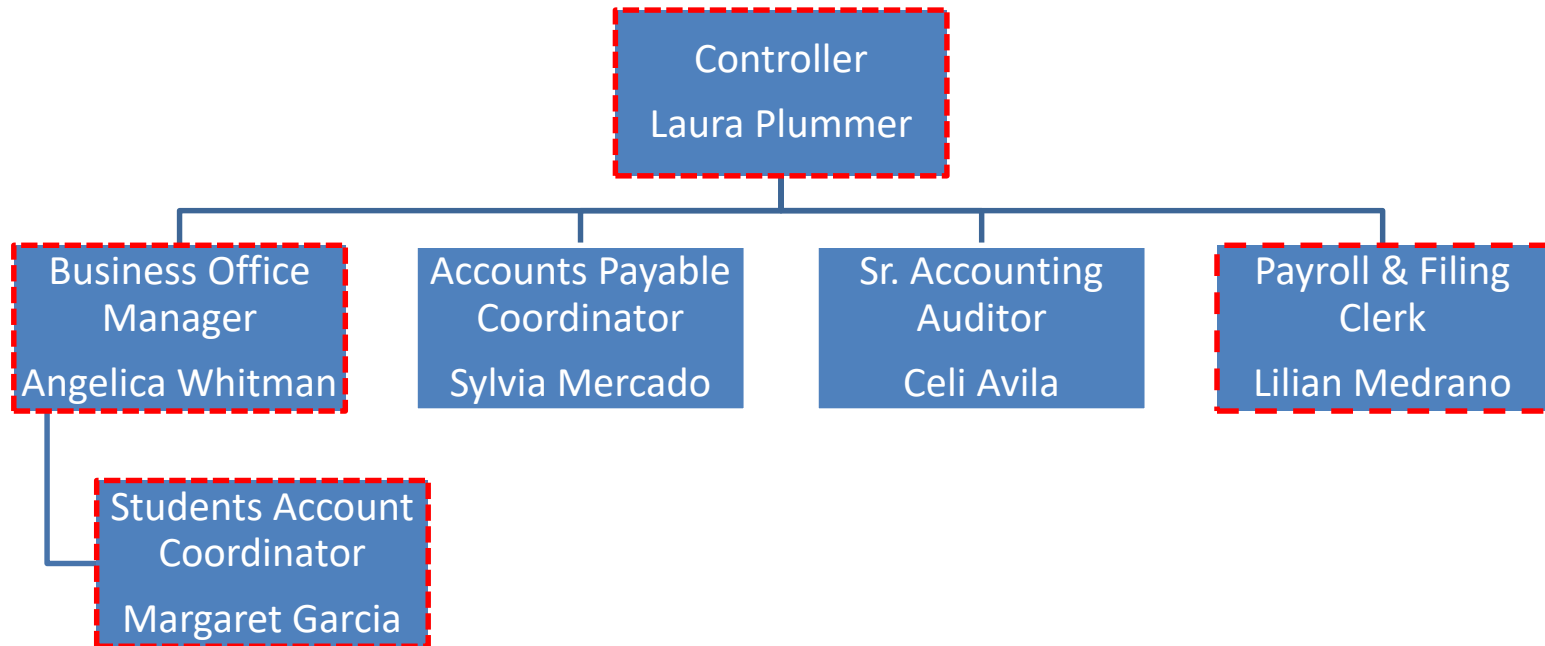 Controller
Laura Plummer
Business Office
Manager
Angelica Whitman
Accounts Payable
Coordinator
Sylvia Mercado
Sr. Accounting
Auditor
Celi Avila
Payroll & Filing
Clerk
Lilian Medrano
Students Account
Coordinator
Margaret Garcia